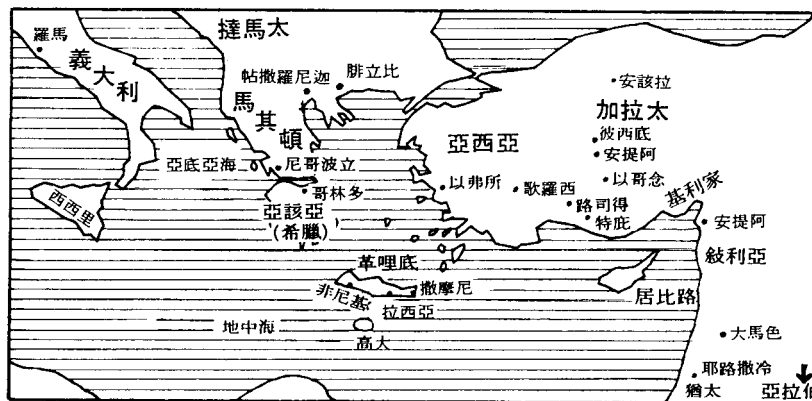 羅馬
義大利
撻馬太
帖撒羅尼迦
腓立比
馬其頓
安該拉
加拉太
彼西底
安提阿
亞西亞
亞底亞海
尼哥波立
哥林多
以弗所
歌羅西
以哥念
路司得
特庇
基利家
安提阿
西西里
亞該亞
(希臘)
敍利亞
革哩底
非尼基
撒摩尼
拉西亞
居比路
地中海
高大
大馬色
耶路撒冷
猶太
亞拉伯